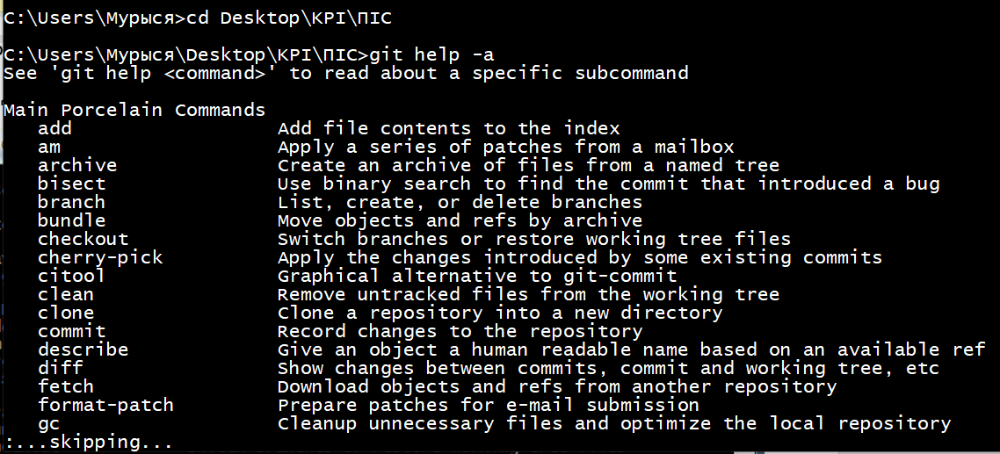 C:\Users\Мурыся>cd Desktop\KPI\ПІС
C:\Users\Мурыся\Desktop\KPI\ПІС>git help -a
See 'git help <command>' to read about a specific subcommand
Main Porcelain Commands
add Add file contents to the index
am Apply a series of patches from a mailbox
archive Create an archive of files from a named tree
bisect Use binary search to find the commit that introduced a bug
branch List, create, or delete branches
bundle Move objects and refs by archive
checkout Switch branches or restore working tree files
cherry-pick Apply the changes introduced by some existing commits
citool Graphical alternative to git-commit
clean Remove untracked files from the working tree
clone Clone a repository into a new directory
commit Record changes to the repository
describe Give an object a human readable name based on an available ref
diff Show changes between commits, commit and working tree, etc
fetch Download objects and refs from another repository
format-patch Prepare patches for e-mail submission
gc Cleanup unnecessary files and optimize the local repository
:...skipping...